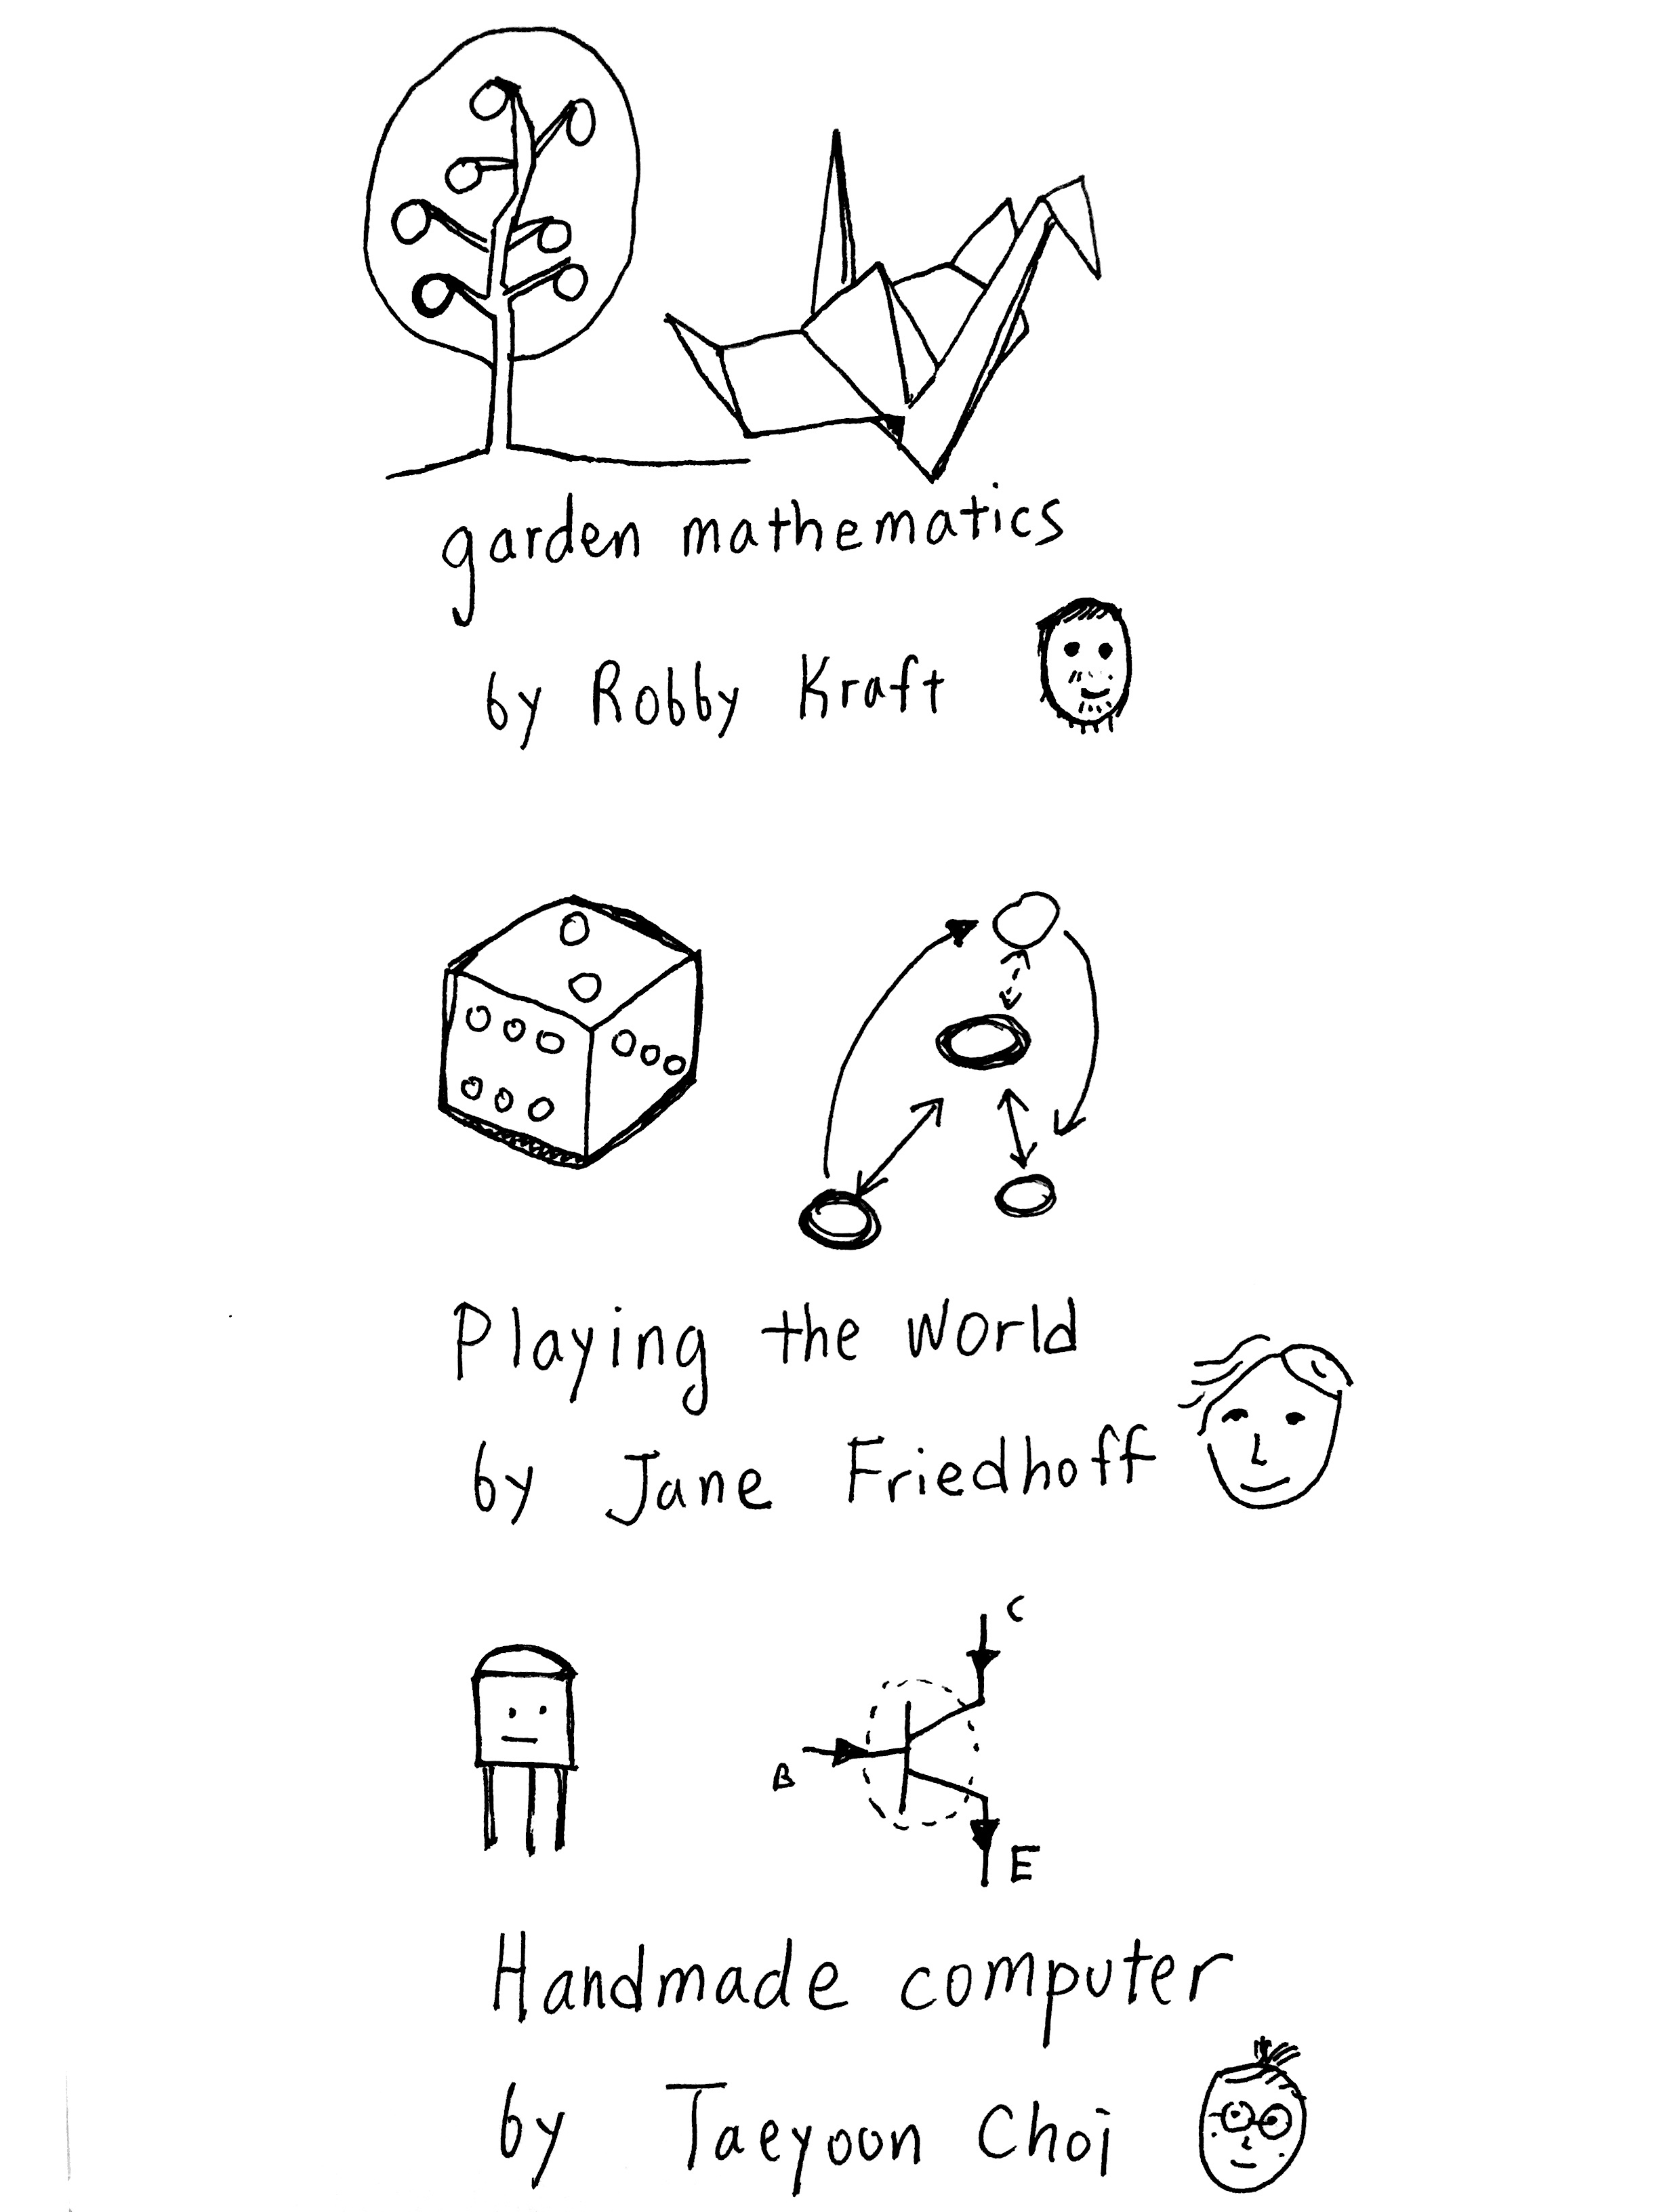 garden mathematics
by Robby Kraft
Playing the World
by Jane Friedhoff
C
B
E
Handmade computer
by Taeyoon Choi